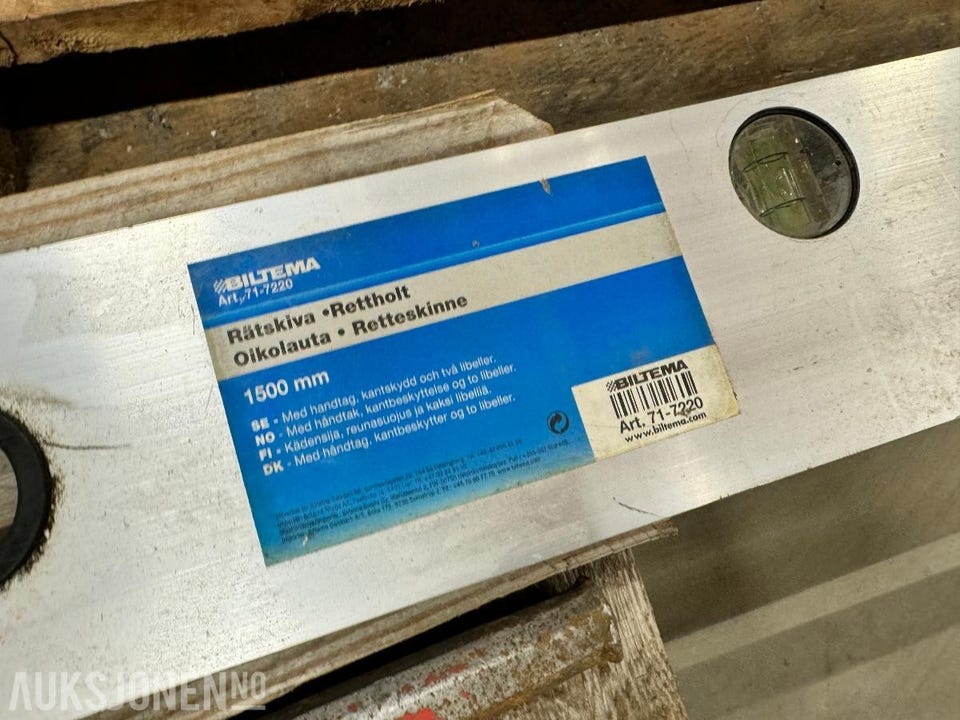 BILTEMA
Art. 71-7220
Rätskiva •Rettholt
Oikolauta • Retteskinne
1500 mm
SE - Med handtag, kantskydd och två libeller.
NO - Med håndtak, kantbeskyttelse og to libeller.
FI - Kädensija, reunasuojus ja kaksi libelliä.
DK - Med håndtag, kantbeskytter og to libeller.
BILTEMA
Art. 71-7220
www.biltema.com
AUKSJONEN.NO